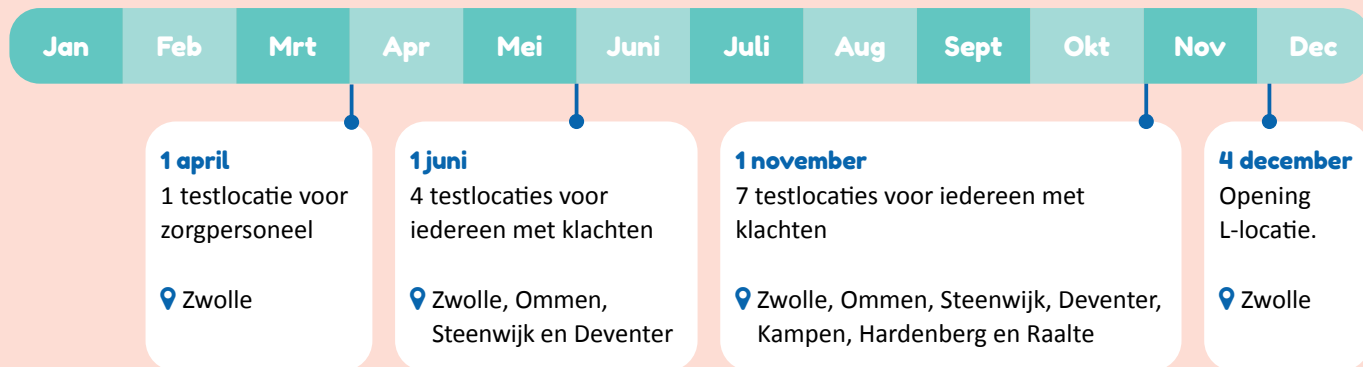 Jan Feb Mrt Apr Mei Juni Juli Aug Sept Okt Nov Dec
1 april
1 testlocatie voor
zorgpersoneel
Zwolle
1 juni
4 testlocaties voor
iedereen met klachten
Zwolle, Ommen,
Steenwijk en Deventer
1 november
7 testlocaties voor iedereen met
klachten
Zwolle, Ommen, Steenwijk, Deventer,
Kampen, Hardenberg en Raalte
4 december
Opening
L-locatie.
Zwolle